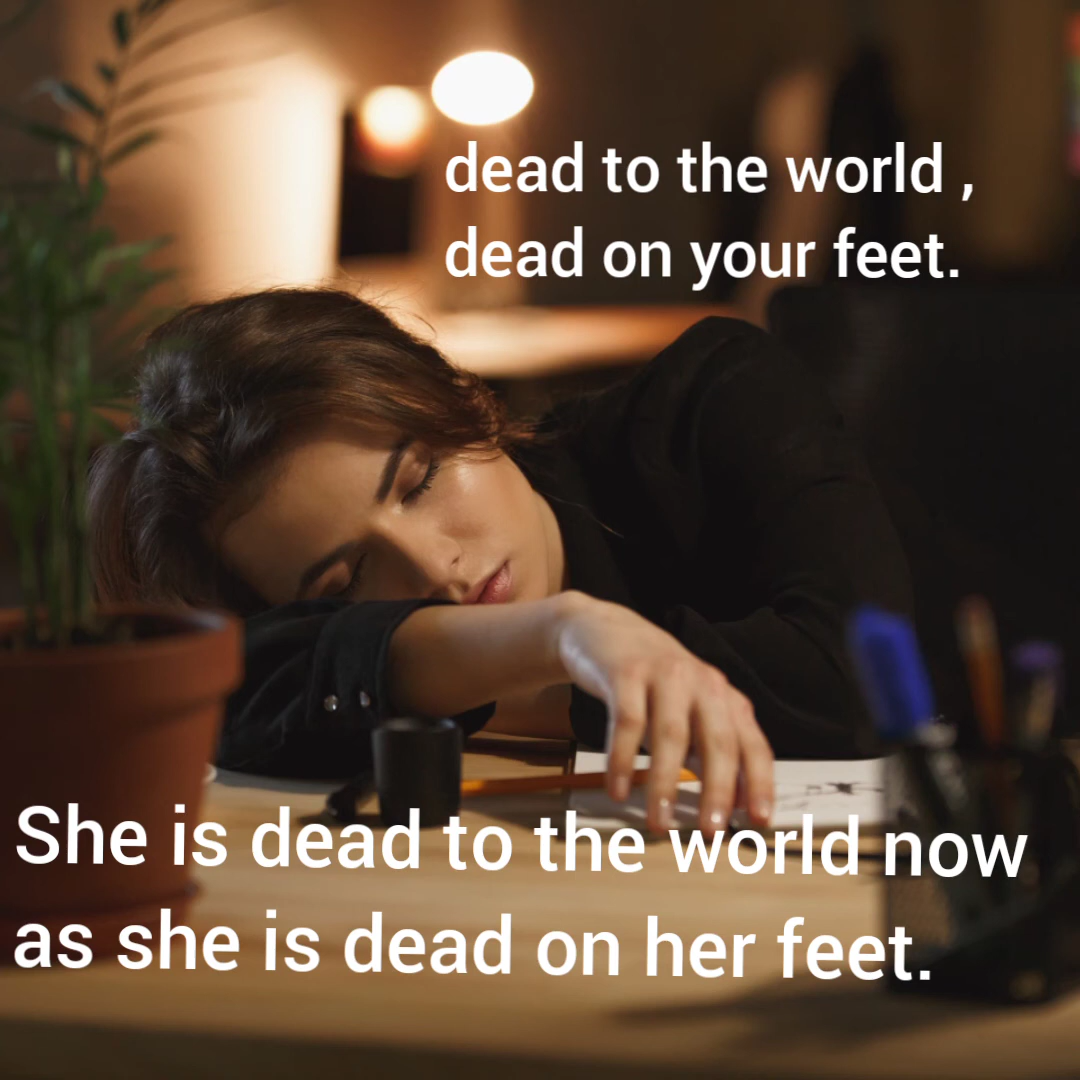 dead to the world ,
dead on your feet.
She is dead to the world now
as she is dead on her feet.